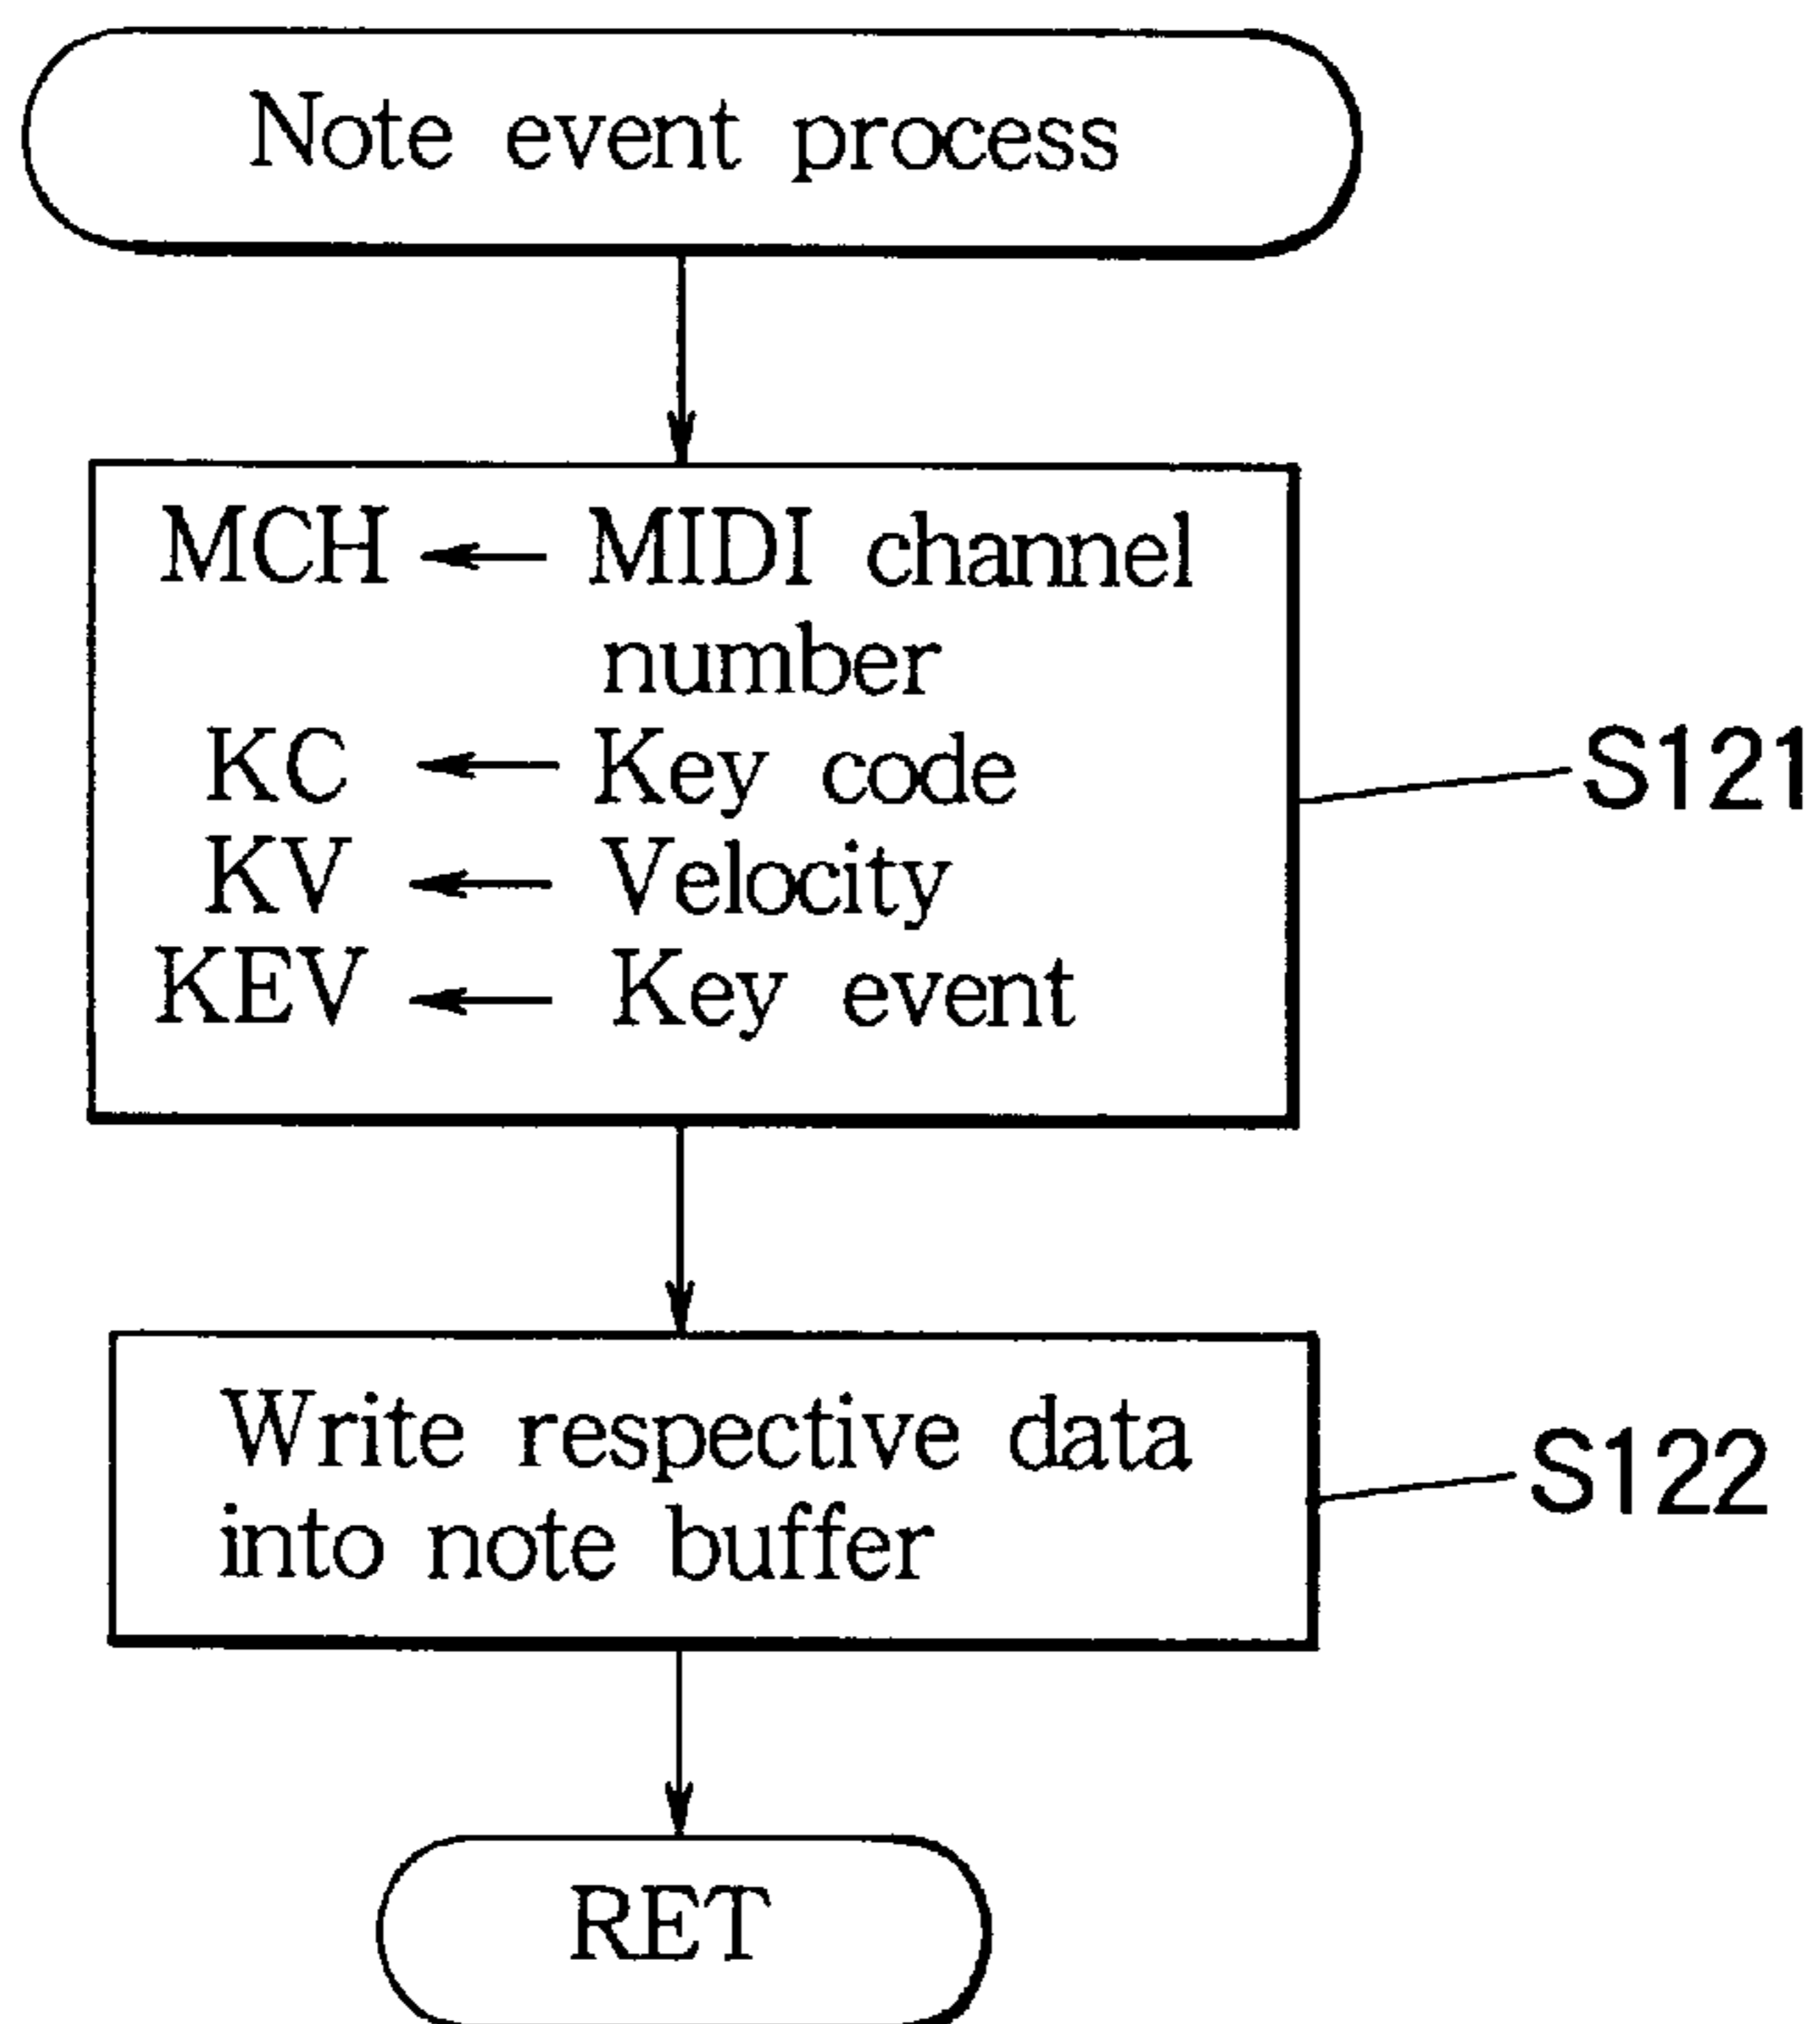 Note event process
MCH ← MIDI channel
number
KC ← Key code
KV ← Velocity
KEV ← Key event
S121
Write respective data
into note buffer
S122
RET